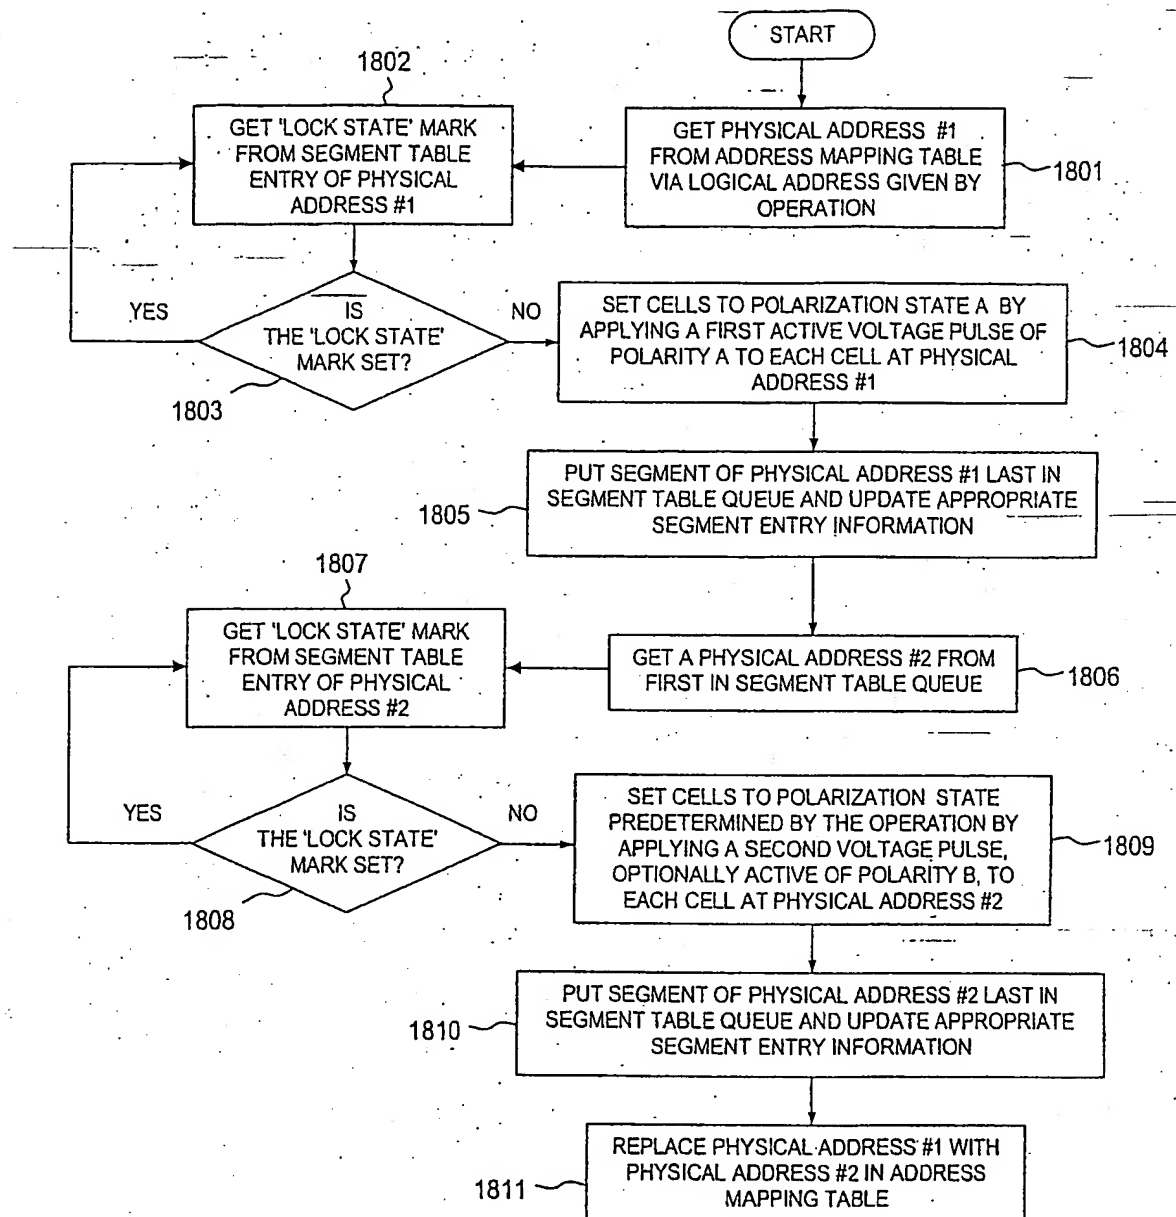 START
1802
GET 'LOCK STATE' MARK
FROM SEGMENT TABLE
ENTRY OF PHYSICAL
ADDRESS #1
GET PHYSICAL ADDRESS #1
FROM ADDRESS MAPPING TABLE
VIA LOGICAL ADDRESS GIVEN BY
OPERATION
1801
YES
IS
THE 'LOCK STATE'
MARK SET?
NO
1803
SET CELLS TO POLARIZATION STATE A BY
APPLYING A FIRST ACTIVE VOLTAGE PULSE OF
POLARITY A TO EACH CELL AT PHYSICAL
ADDRESS #1
1804
PUT SEGMENT OF PHYSICAL ADDRESS #1 LAST IN
SEGMENT TABLE QUEUE AND UPDATE APPROPRIATE
SEGMENT ENTRY INFORMATION
1805
1807
GET 'LOCK STATE' MARK
FROM SEGMENT TABLE
ENTRY OF PHYSICAL
ADDRESS #2
GET A PHYSICAL ADDRESS #2 FROM
FIRST IN SEGMENT TABLE QUEUE
1806
YES
IS
THE 'LOCK STATE'
MARK SET?
NO
1808
SET CELLS TO POLARIZATION STATE
PREDETERMINED BY THE OPERATION BY
APPLYING A SECOND VOLTAGE PULSE,
OPTIONALLY ACTIVE OF POLARITY B, TO
EACH CELL AT PHYSICAL ADDRESS #2
1809
PUT SEGMENT OF PHYSICAL ADDRESS #2 LAST IN
SEGMENT TABLE QUEUE AND UPDATE APPROPRIATE
SEGMENT ENTRY INFORMATION
1810
REPLACE PHYSICAL ADDRESS #1 WITH
PHYSICAL ADDRESS #2 IN ADDRESS
MAPPING TABLE
1811